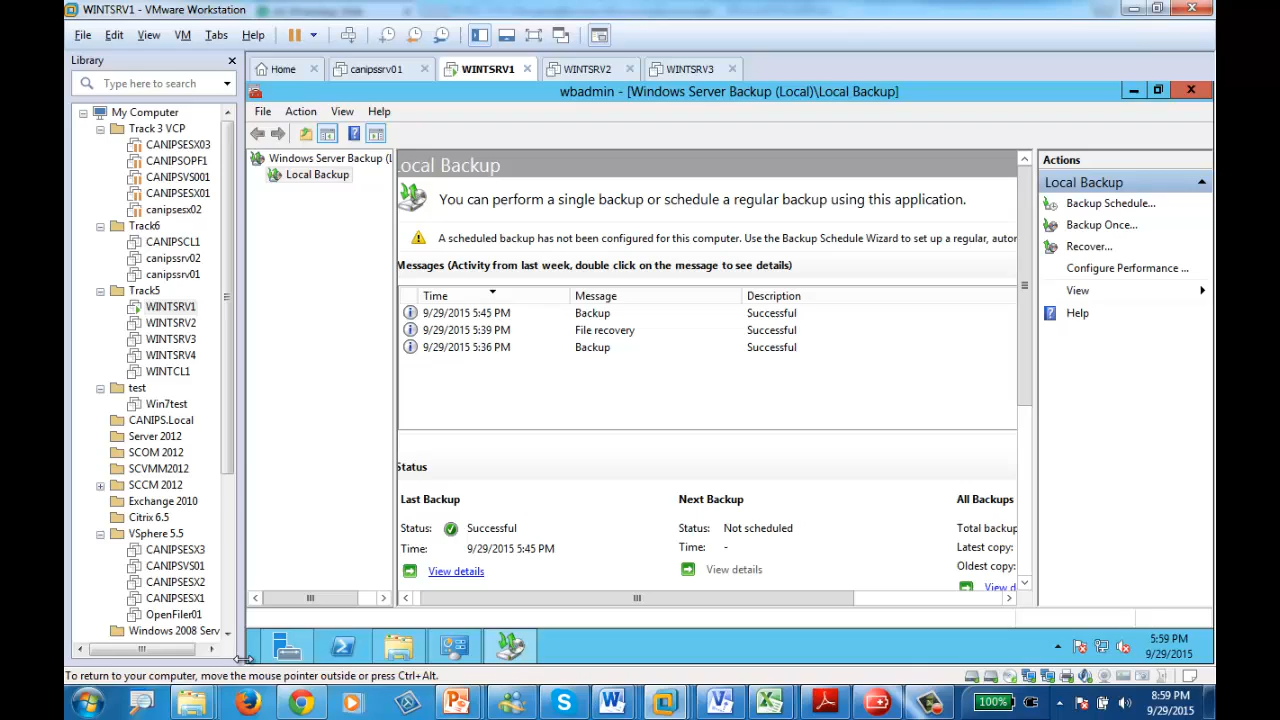 WINTSRV1 - VMware Workstation
File Edit View VM Tabs Help
Library
Type here to search
My Computer
Track 3 VCP
CANIPSESX03
CANIPSOPF1
CANIPSVS001
CANIPSESX01
canipsesx02
Track6
CANIPSCL1
canipssrv02
canipssrv01
Track5
WINTSRV1
WINTSRV2
WINTSRV3
WINTSRV4
WINTCL1
test
Win7test
CANIPS.Local
Server 2012
SCOM 2012
SCVMM2012
SCCM 2012
Exchange 2010
Citrix 6.5
VSphere 5.5
CANIPSESX3
CANIPSVS01
CANIPSESX2
CANIPSESX1
OpenFiler01
Windows 2008 Serv
Home canipssrv01 WINTSRV1 WINTSRV2 WINTSRV3
wbadmin - [Windows Server Backup (Local)\Local Backup]
File Action View Help
Windows Server Backup (L
Local Backup
Local Backup
You can perform a single backup or schedule a regular backup using this application.
A scheduled backup has not been configured for this computer. Use the Backup Schedule Wizard to set up a regular, autor
Messages (Activity from last week, double click on the message to see details)
Time Message Description
9/29/2015 5:45 PM Backup Successful
9/29/2015 5:39 PM File recovery Successful
9/29/2015 5:36 PM Backup Successful
Status
Last Backup Next Backup All Backups
Status: Successful Status: Not scheduled Total backup
Time: 9/29/2015 5:45 PM Time: - Latest copy:
View details View details Oldest copy:
View d
Actions
Local Backup
Backup Schedule...
Backup Once...
Recover...
Configure Performance ...
View
Help
5:59 PM
9/29/2015
To return to your computer, move the mouse pointer outside or press Ctrl+Alt.
100%
8:59 PM
9/29/2015